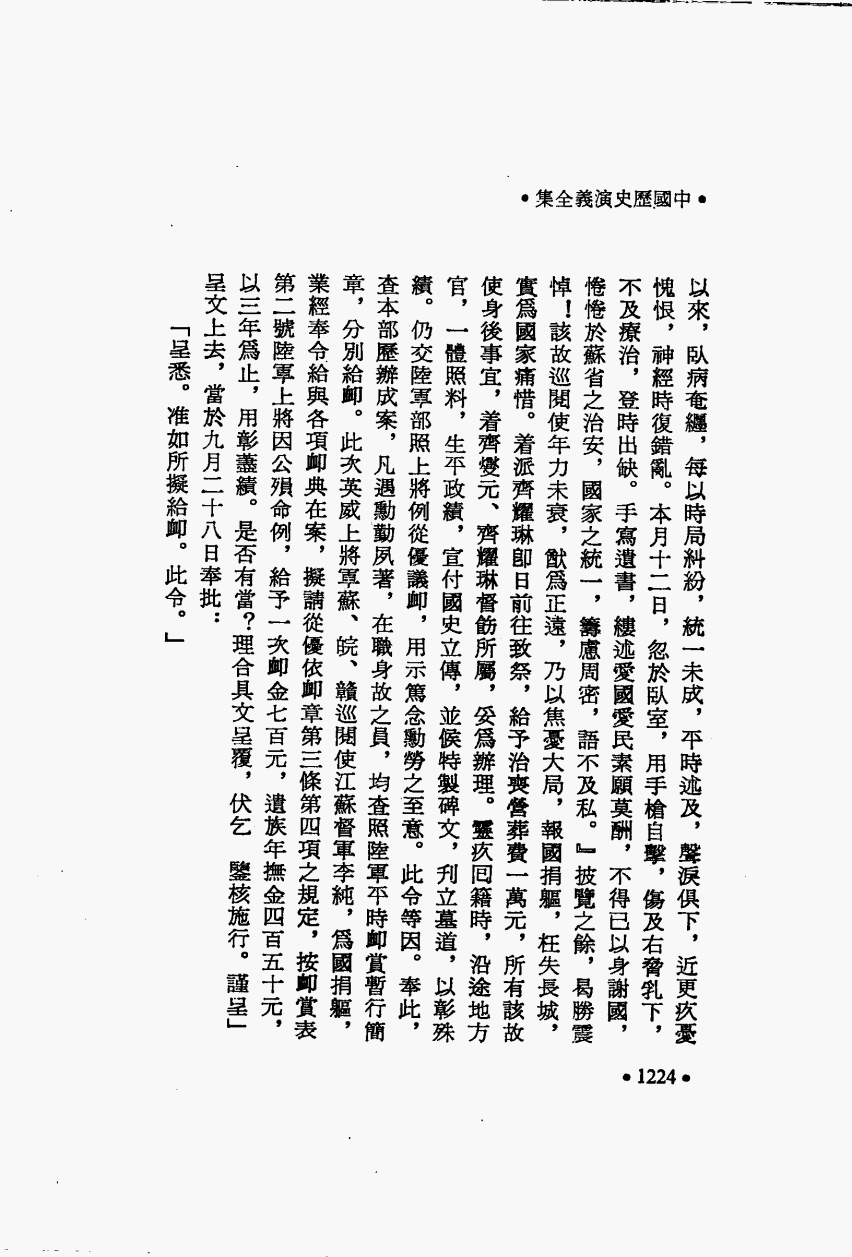 •中國歷史演義全集•
以來，臥病奄纏，每以時局糾紛，統一未成，平時述及，聲淚俱下，近更疚憂
愧恨，神經時復錯亂。本月十二日，忽於臥室，用手槍自擊，傷及右脅乳下，
不及療治，登時出缺。手寫遺書，縷述愛國愛民素願莫酬，不得已以身謝國，
惓惓於蘇省之治安，國家之統一，籌慮周密，語不及私。』披覽之餘，曷勝震
悼！該故巡閱使年力未衰，猷爲正遠，乃以焦憂大局，報國捐軀，枉失長城，
實爲國家痛惜。着派齊耀琳卽日前往致祭，給予治喪營葬費一萬元，所有該故
使身後事宜，着齊燮元、齊耀琳督飭所屬，妥爲辦理。靈疚回籍時，沿途地方
官，一體照料，生平政績，宣付國史立傳，並候特製碑文，刋立墓道，以彰殊
績。仍交陸軍部照上將例從優議卹，用示篤念勳勞之至意。此令等因。奉此，
查本部歷辦成案，凡遇勳勤夙著，在職身故之員，均查照陸軍平時卹賞暫行簡
章，分別給卹。此次英威上將軍蘇、皖、贛巡閱使江蘇督軍李純，爲國捐軀，
業經奉令給與各項卹典在案，擬請從優依卹章第三條第四項之規定，按卹賞表
第二號陸軍上將因公殞命例，給予一次卹金七百元，遺族年撫金四百五十元，
以三年爲止，用彰藎績。是否有當？理合具文呈覆，伏乞　鑒核施行。謹呈」
呈文上去，當於九月二十八日奉批：
「呈悉。准如所擬給卹。此令。」
•1224•